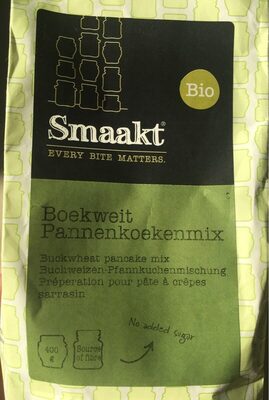 Bio
Smaakt®
EVERY BITE MATTERS.
Boekweit
Pannenkoekenmix
Buckwheat pancake mix
Buchweizen-Pfannkuchenmischung
Préparation pour pâte à crêpes
sarrasin
No added sugar
400
g
Source
of fibre